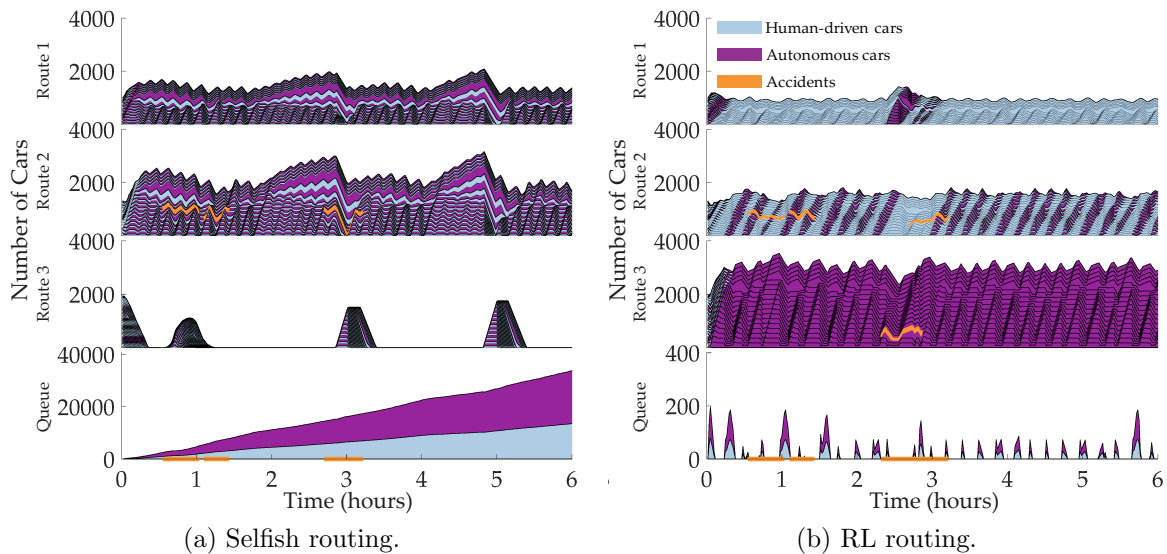 4000
2000
Route 1
4000
2000
Route 2
4000
2000
Route 3
Number of Cars
40000
20000
0
Queue
0 1 2 3 4 5 6
Time (hours)
(a) Selfish routing.
4000
2000
Route 1
Human-driven cars
Autonomous cars
Accidents
4000
2000
Route 2
4000
2000
Route 3
Number of Cars
400
200
0
Queue
0 1 2 3 4 5 6
Time (hours)
(b) RL routing.